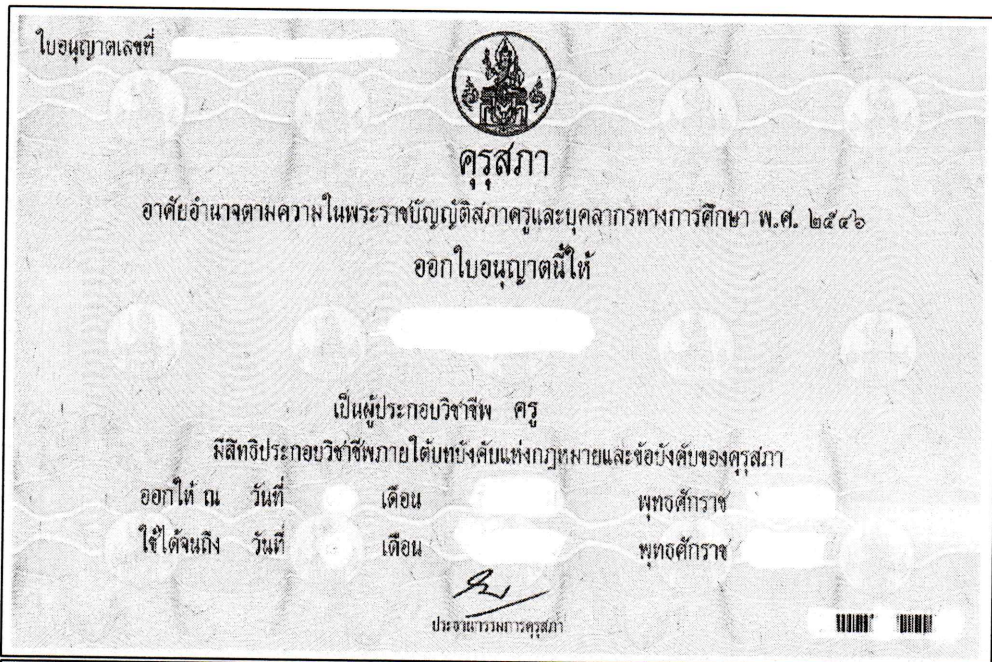 ใบอนุญาตเลขที่
คุรุสภา
อาศัยอำนาจตามความในพระราชบัญญัติสภาครูและบุคลากรทางการศึกษา พ.ศ. ๒๕๔๖
ออกใบอนุญาตนี้ให้
เป็นผู้ประกอบวิชาชีพ ครู
มีสิทธิประกอบวิชาชีพภายใต้บทบังคับแห่งกฎหมายและข้อบังคับของคุรุสภา
ออกให้ ณ วันที่ เดือน พุทธศักราช
ใช้ได้จนถึง วันที่ เดือน พุทธศักราช
ประธานกรรมการคุรุสภา